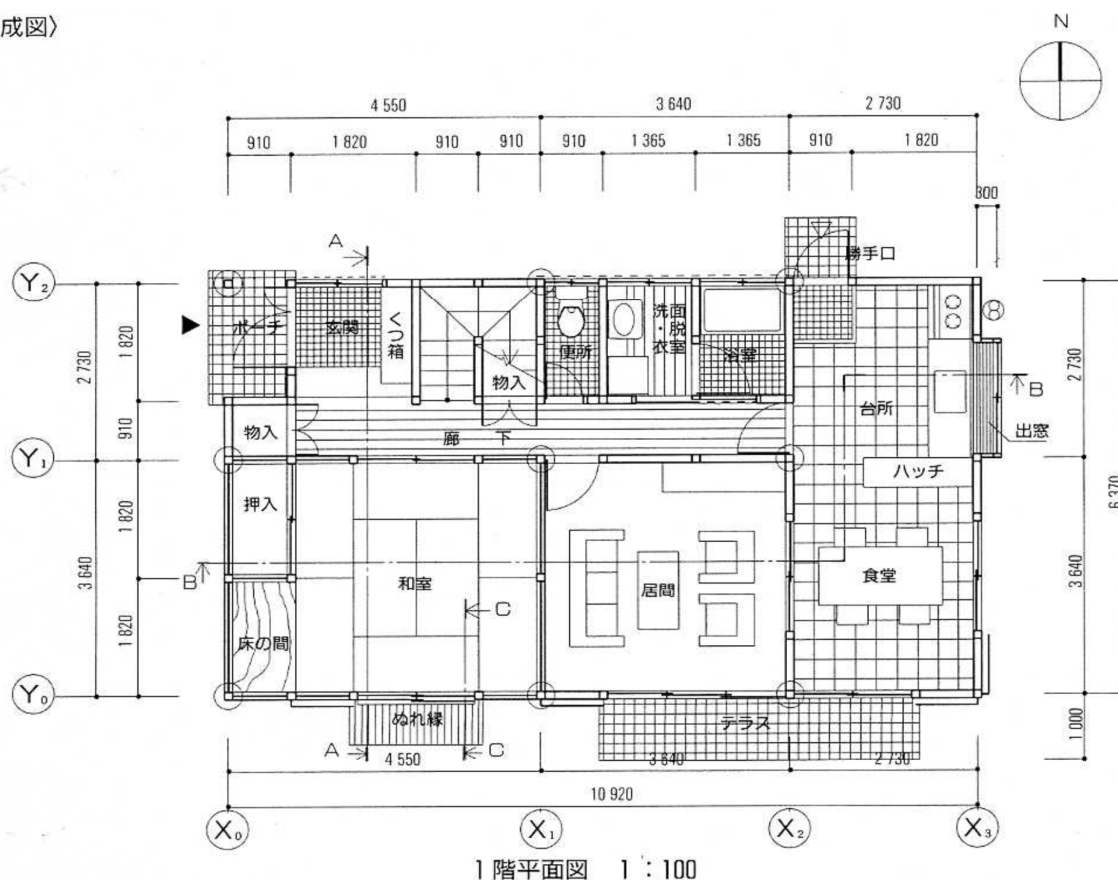 成図〉
N
4 550
3 640
2 730
910
1 820
910
910
910
1 365
1 365
910
1 820
300
A
勝手口
Y₂
ポーチ
玄関
くつ箱
便所
洗面・脱衣室
浴室
物入
台所
B
出窓
物入
廊 下
Y₁
ハッチ
押入
B
和室
居間
食堂
C
床の間
Y₀
ぬれ縁
テラス
A
C
2 730
3 640
1 820
910
1 820
1 820
2 730
3 640
6 370
1 000
4 550
3 640
2 730
10 920
X₀
X₁
X₂
X₃
1階平面図 1:100